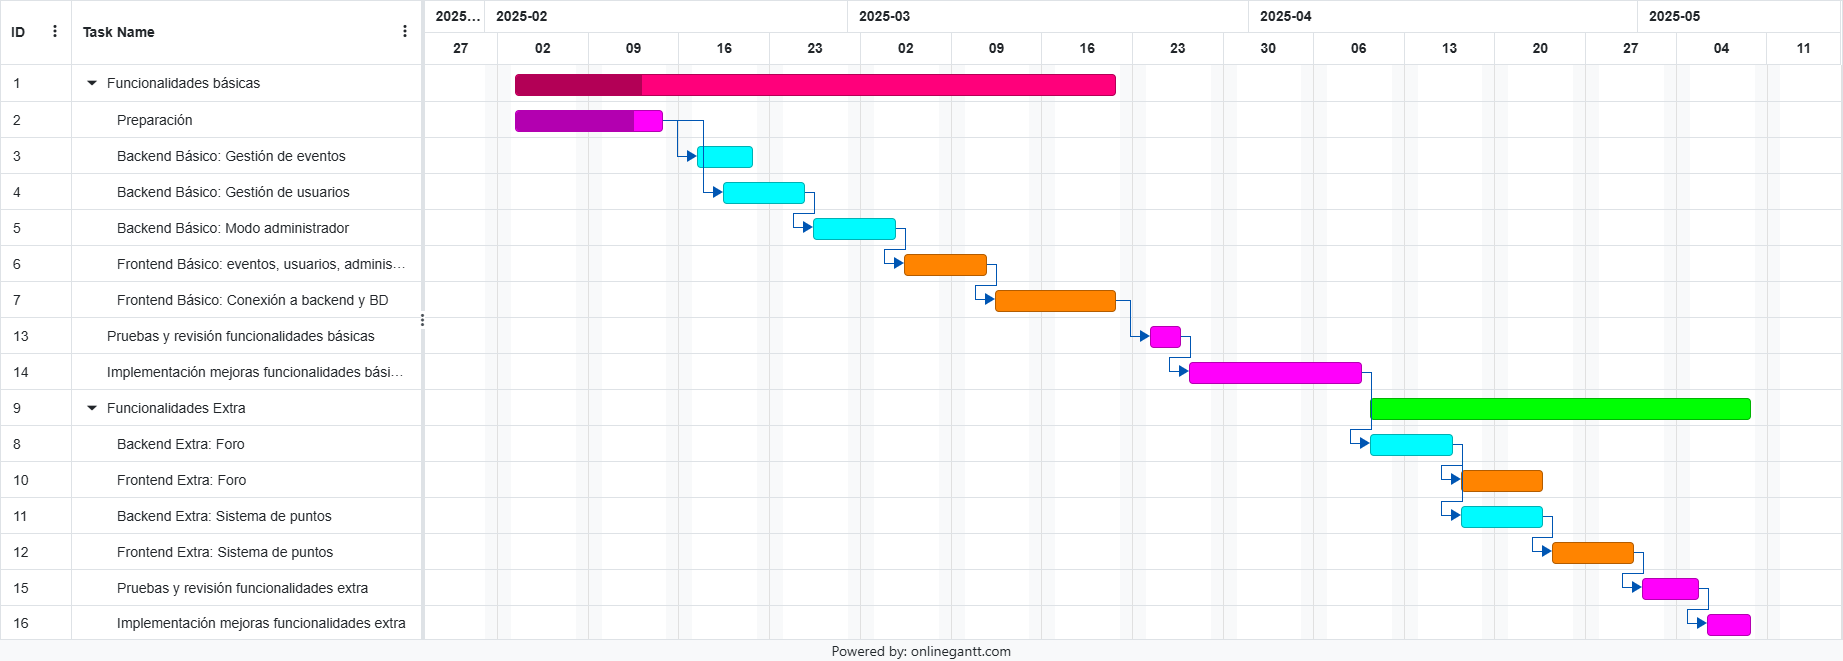 ID
Task Name
2025...
2025-02
2025-03
2025-04
2025-05
27 02 09 16 23 02 09 16 23 30 06 13 20 27 04 11
1 Funcionalidades básicas
2 Preparación
3 Backend Básico: Gestión de eventos
4 Backend Básico: Gestión de usuarios
5 Backend Básico: Modo administrador
6 Frontend Básico: eventos, usuarios, adminis...
7 Frontend Básico: Conexión a backend y BD
13 Pruebas y revisión funcionalidades básicas
14 Implementación mejoras funcionalidades bási...
9 Funcionalidades Extra
8 Backend Extra: Foro
10 Frontend Extra: Foro
11 Backend Extra: Sistema de puntos
12 Frontend Extra: Sistema de puntos
15 Pruebas y revisión funcionalidades extra
16 Implementación mejoras funcionalidades extra
Powered by: onlinegantt.com